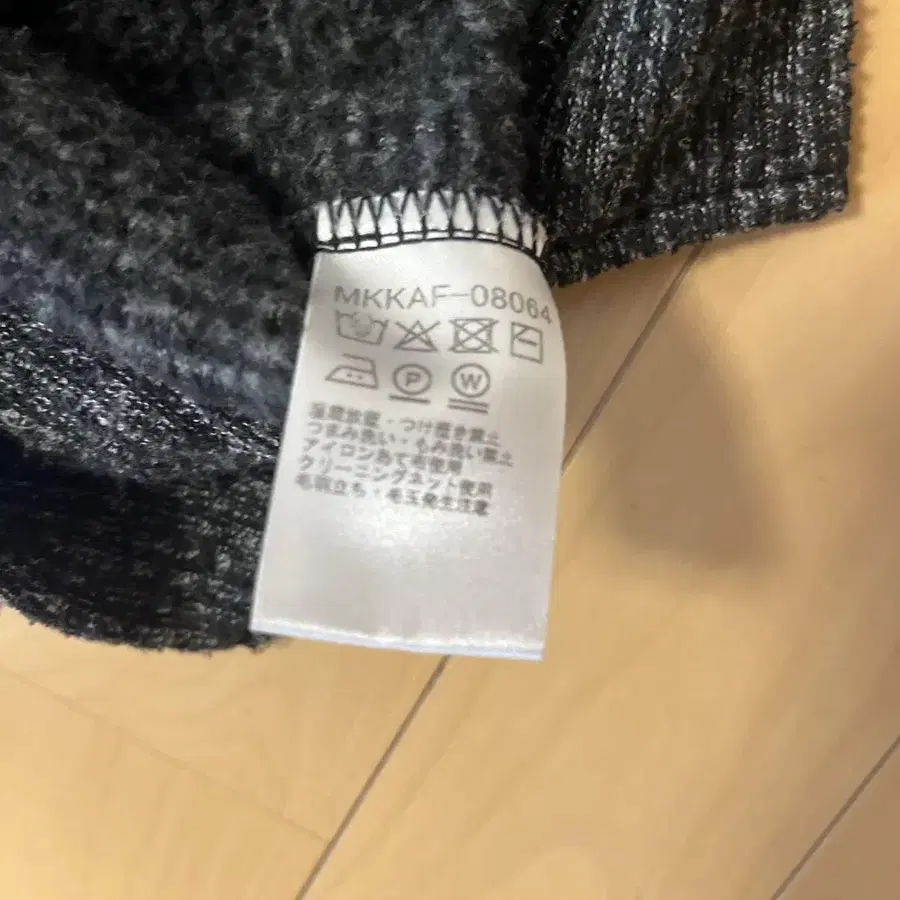 MKKAF-08064
P W
温度放置・つけ置き禁止
つまみ洗い・もみ洗い禁止
アイロンあて布使用
クリーニングネット使用
毛羽立ち・毛玉発生注意